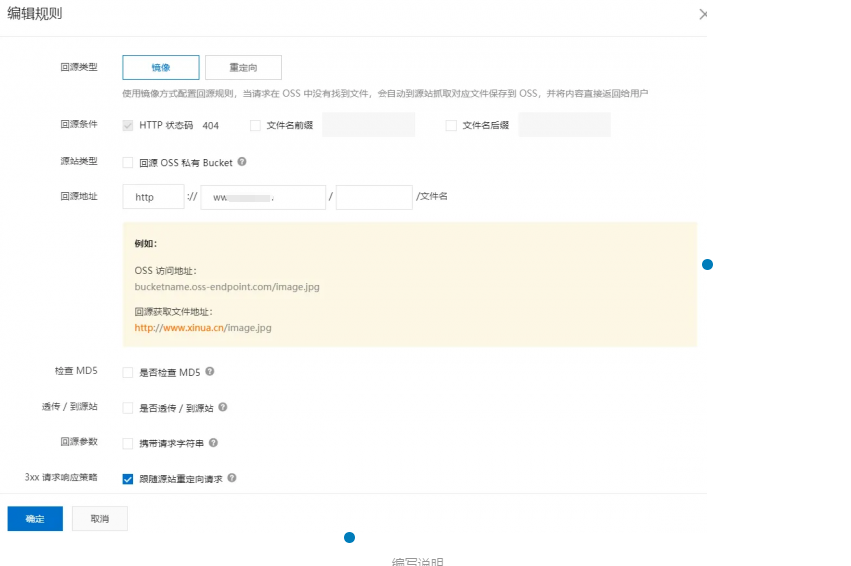 编辑规则
回源类型 镜像 重定向
使用镜像方式配置回源规则，当请求在 OSS 中没有找到文件，会自动到源站抓取对应文件保存到 OSS，并将内容直接返回给用户
回源条件 HTTP 状态码 404 文件名前缀 文件名后缀
源站类型 回源 OSS 私有 Bucket
回源地址 http :// / /文件名
例如：
OSS 访问地址：
bucketname.oss-endpoint.com/image.jpg
回源获取文件地址：
http://www.xinua.cn/image.jpg
检查 MD5 是否检查 MD5
透传 / 到源站 是否透传 / 到源站
回源参数 携带请求字符串
3xx 请求响应策略 跟随源站重定向请求
确定 取消
编写说明